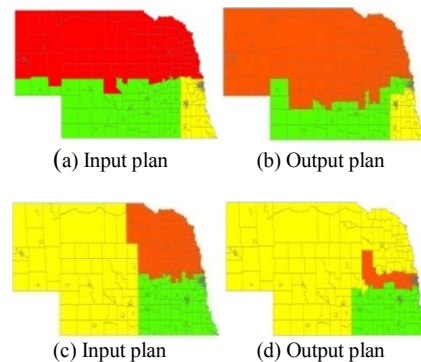 (a) Input plan
(b) Output plan
(c) Input plan
(d) Output plan